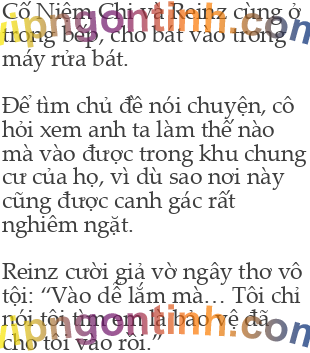 Cố Niệm Chi và Reinz cùng ở
trong bếp, cho bát vào trong
máy rửa bát.
Để tìm chủ đề nói chuyện, cô
hỏi xem anh ta làm thế nào
mà vào được trong khu chung
cư của họ, vì dù sao nơi này
cũng được canh gác rất
nghiêm ngặt.
Reinz cười giả vờ ngây thơ vô
tội: “Vào dễ lắm mà... Tôi chỉ
nói tôi tìm em là bảo vệ đã
cho tôi vào rồi.”
vipngontinh.com
vipngontinh.com